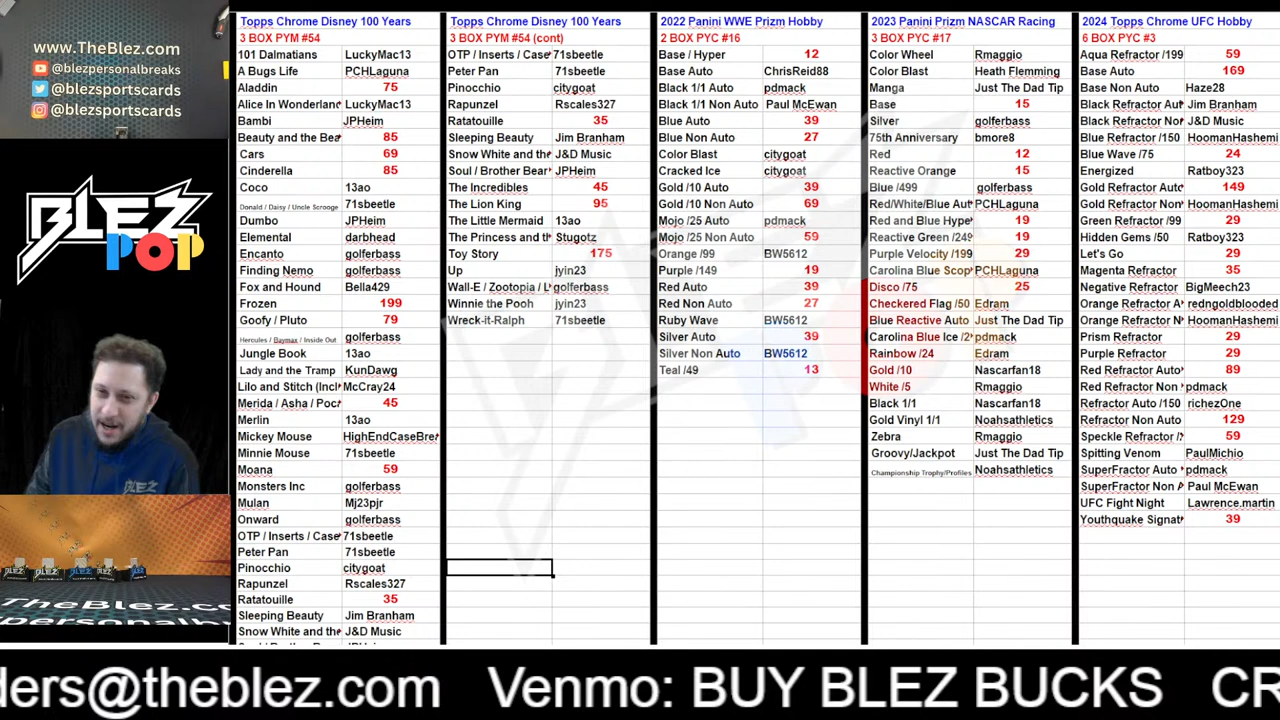 www.TheBlez.com
@blezpersonalbreaks
@blezsportscards
BLEZ
POP
TheBlez.co
Topps Chrome Disney 100 Years
3 BOX PYM #54
101 Dalmatians LuckyMac13
A Bugs Life PCHLaguna
Aladdin 75
Alice In Wonderlan LuckyMac13
Bambi JPHeim
Beauty and the Bea 85
Cars 69
Cinderella 85
Coco 13ao
Donald / Daisy / Uncle Scrooge 71sbeetle
Dumbo JPHeim
Elemental darbhead
Encanto golferbass
Finding Nemo golferbass
Fox and Hound Bella429
Frozen 199
Goofy / Pluto 79
Hercules / Baymax / Inside Out golferbass
Jungle Book 13ao
Lady and the Tramp KunDawg
Lilo and Stitch (Incl McCray24
Merida / Asha / Poc 45
Merlin 13ao
Mickey Mouse HighEndCaseBre
Minnie Mouse 71sbeetle
Moana 59
Monsters Inc golferbass
Mulan Mj23pjr
Onward golferbass
OTP / Inserts / Case 71sbeetle
Peter Pan 71sbeetle
Pinocchio citygoat
Rapunzel Rscales327
Ratatouille 35
Sleeping Beauty Jim Branham
Snow White and the J&D Music
Topps Chrome Disney 100 Years
3 BOX PYM #54 (cont)
OTP / Inserts / Case 71sbeetle
Peter Pan 71sbeetle
Pinocchio citygoat
Rapunzel Rscales327
Ratatouille 35
Sleeping Beauty Jim Branham
Snow White and the J&D Music
Soul / Brother Bear JPHeim
The Incredibles 45
The Lion King 95
The Little Mermaid 13ao
The Princess and th Stugotz
Toy Story 175
Up jyin23
Wall-E / Zootopia / L golferbass
Winnie the Pooh jyin23
Wreck-it-Ralph 71sbeetle
2022 Panini WWE Prizm Hobby
2 BOX PYC #16
Base / Hyper 12
Base Auto ChrisReid88
Black 1/1 Auto pdmack
Black 1/1 Non Auto Paul McEwan
Blue Auto 39
Blue Non Auto 27
Color Blast citygoat
Cracked Ice citygoat
Gold /10 Auto 39
Gold /10 Non Auto 69
Mojo /25 Auto pdmack
Mojo /25 Non Auto 59
Orange /99 BW5612
Purple /149 19
Red Auto 39
Red Non Auto 27
Ruby Wave BW5612
Silver Auto 39
Silver Non Auto BW5612
Teal /49 13
2023 Panini Prizm NASCAR Racing
3 BOX PYC #17
Color Wheel Rmaggio
Color Blast Heath Flemming
Manga Just The Dad Tip
Base 15
Silver golferbass
75th Anniversary bmore8
Red 12
Reactive Orange 15
Blue /499 golferbass
Red/White/Blue Aut PCHLaguna
Red and Blue Hype 19
Reactive Green /249 19
Purple Velocity /199 29
Carolina Blue Scop PCHLaguna
Disco /75 25
Checkered Flag /50 Edram
Blue Reactive Auto Just The Dad Tip
Carolina Blue Ice /2 pdmack
Rainbow /24 Edram
Gold /10 Nascarfan18
White /5 Rmaggio
Black 1/1 Nascarfan18
Gold Vinyl 1/1 Noahsathletics
Zebra Rmaggio
Groovy/Jackpot Just The Dad Tip
Championship Trophy/Profiles Noahsathletics
2024 Topps Chrome UFC Hobby
6 BOX PYC #3
Aqua Refractor /199 59
Base Auto 169
Base Non Auto Haze28
Black Refractor Aut Jim Branham
Black Refractor No J&D Music
Blue Refractor /150 HoomanHashemi
Blue Wave /75 24
Energized Ratboy323
Gold Refractor Aut 149
Gold Refractor Non HoomanHashemi
Green Refractor /99 29
Hidden Gems /50 Ratboy323
Let's Go 29
Magenta Refractor 35
Negative Refractor BigMeech23
Orange Refractor A redngoldblooded
Orange Refractor N HoomanHashemi
Prism Refractor 29
Purple Refractor 29
Red Refractor Auto 89
Red Refractor Non pdmack
Refractor Auto /150 richezOne
Refractor Non Auto 129
Speckle Refractor /2 59
Spitting Venom PaulMichio
SuperFractor Auto pdmack
SuperFractor Non A Paul McEwan
UFC Fight Night Lawrence.martin
Youthquake Signat 39
ders@theblez.com Venmo: BUY BLEZ BUCKS CR